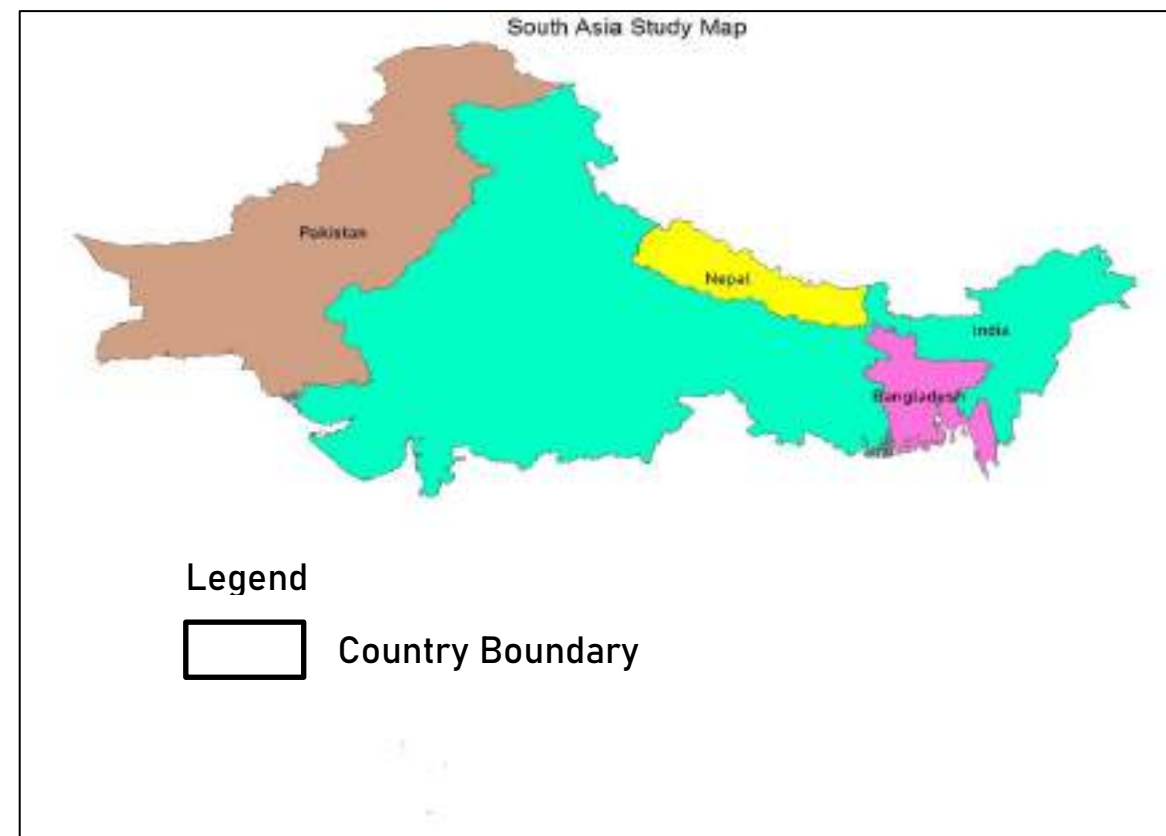 South Asia Study Map
Pakistan
Nepal
India
Bangladesh
Legend
Country Boundary